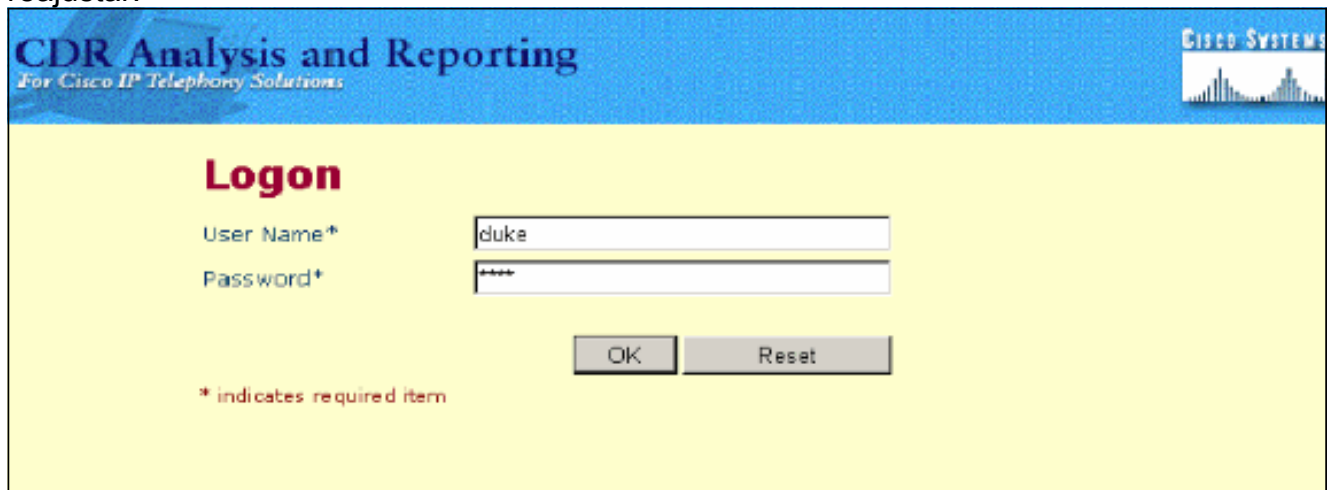 CDR Analysis and Reporting
For Cisco IP Telephony Solutions
CISCO SYSTEMS
Logon
User Name*
duke
Password*
****
OK
Reset
* indicates required item